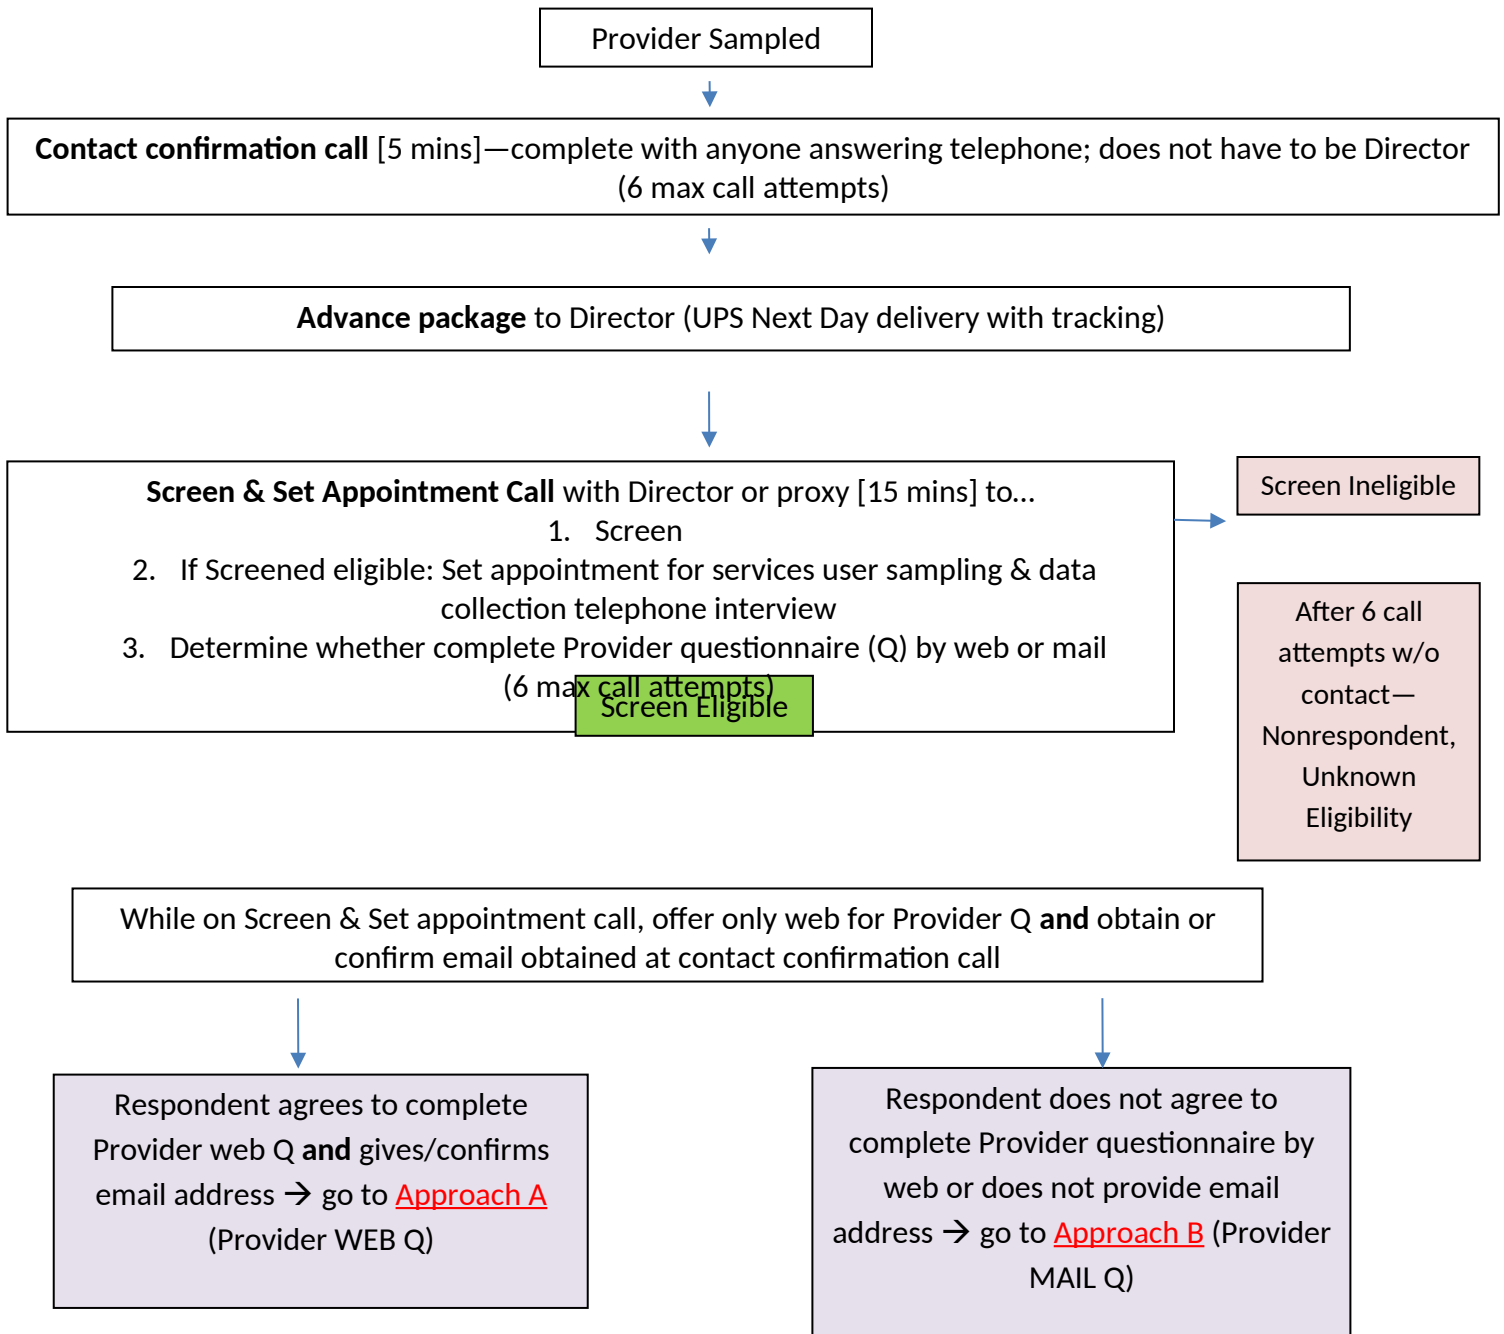 Provider Sampled
Contact confirmation call [5 mins]—complete with anyone answering telephone; does not have to be Director
(6 max call attempts)
Advance package to Director (UPS Next Day delivery with tracking)
Screen & Set Appointment Call with Director or proxy [15 mins] to...
1. Screen
2. If Screened eligible: Set appointment for services user sampling & data
collection telephone interview
3. Determine whether complete Provider questionnaire (Q) by web or mail
(6 max call attempts)
Screen Eligible
Screen Ineligible
After 6 call
attempts w/o
contact—
Nonrespondent,
Unknown
Eligibility
While on Screen & Set appointment call, offer only web for Provider Q and obtain or
confirm email obtained at contact confirmation call
Respondent agrees to complete
Provider web Q and gives/confirms
email address → go to Approach A
(Provider WEB Q)
Respondent does not agree to
complete Provider questionnaire by
web or does not provide email
address → go to Approach B (Provider
MAIL Q)